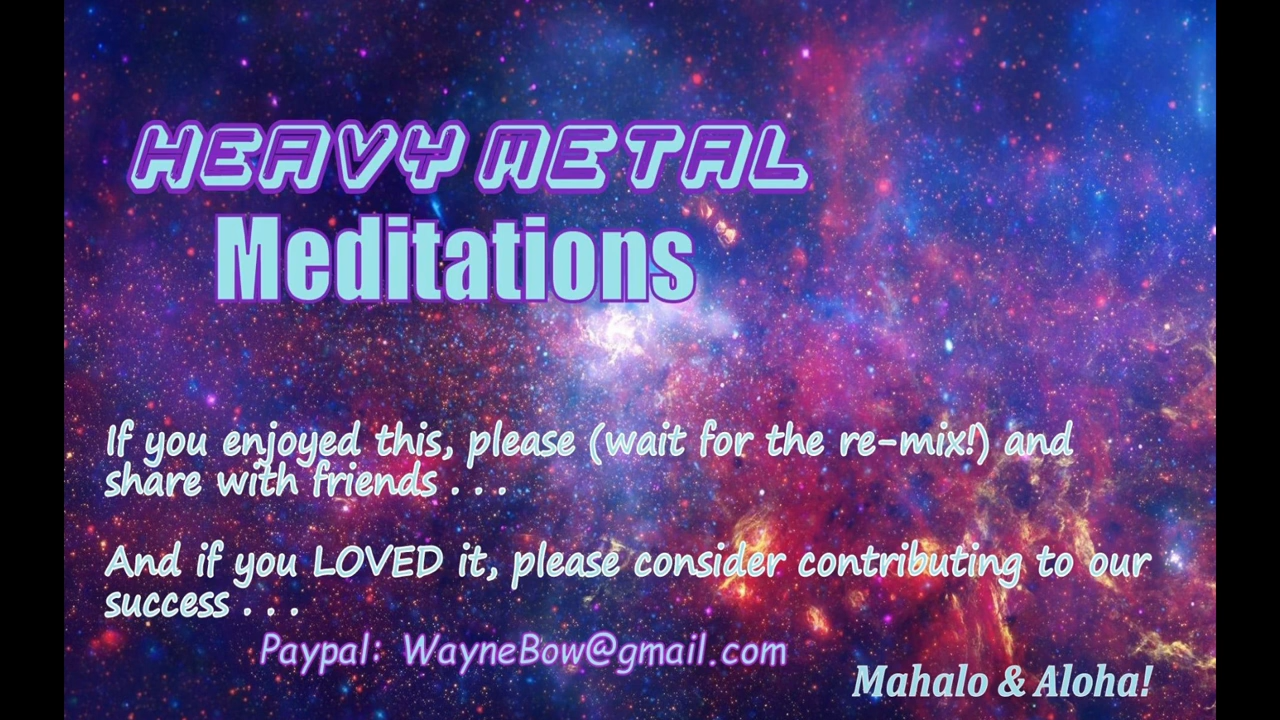 HEAVY METAL
Meditations
If you enjoyed this, please (wait for the re-mix!) and
share with friends . . .
And if you LOVED it, please consider contributing to our
success . . .
Paypal: WayneBow@gmail.com
Mahalo & Aloha!